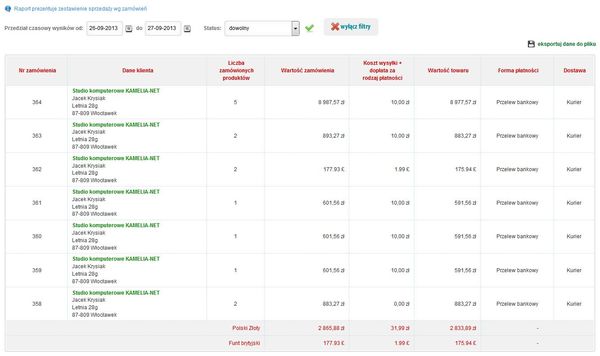 Raport prezentuje zestawienie sprzedaży wg zamówień
Przedział czasowy wyników od: 26-09-2013 do 27-09-2013 Status: dowolny wyłącz filtry
eksportuj dane do pliku
Nr zamówienia Dane klienta Liczba zamówionych produktów Wartość zamówienia Koszt wysyłki + dopłata za rodzaj płatności Wartość towaru Forma płatności Dostawa
364 Studio komputerowe KAMELIA-NET 5 8 987,57 zł 10,00 zł 8 977,57 zł Przelew bankowy Kurier
Jacek Krysiak
Letnia 28g
87-809 Włocławek
363 Studio komputerowe KAMELIA-NET 2 893,27 zł 10,00 zł 883,27 zł Przelew bankowy Kurier
Jacek Krysiak
Letnia 28g
87-809 Włocławek
362 Studio komputerowe KAMELIA-NET 2 177.93 £ 1.99 £ 175.94 £ Przelew bankowy Kurier
Jacek Krysiak
Letnia 28g
87-809 Włocławek
361 Studio komputerowe KAMELIA-NET 1 601,56 zł 10,00 zł 591,56 zł Przelew bankowy Kurier
Jacek Krysiak
Letnia 28g
87-809 Włocławek
360 Studio komputerowe KAMELIA-NET 1 601,56 zł 10,00 zł 591,56 zł Przelew bankowy Kurier
Jacek Krysiak
Letnia 28g
87-809 Włocławek
359 Studio komputerowe KAMELIA-NET 1 601,56 zł 10,00 zł 591,56 zł Przelew bankowy Kurier
Jacek Krysiak
Letnia 28g
87-809 Włocławek
358 Studio komputerowe KAMELIA-NET 2 883,27 zł 0,00 zł 883,27 zł Przelew bankowy Kurier
Jacek Krysiak
Letnia 28g
87-809 Włocławek
Polski Złoty 2 865,88 zł 31,99 zł 2 833,89 zł -
Funt brytyjski 177.93 £ 1.99 £ 175.94 £ -